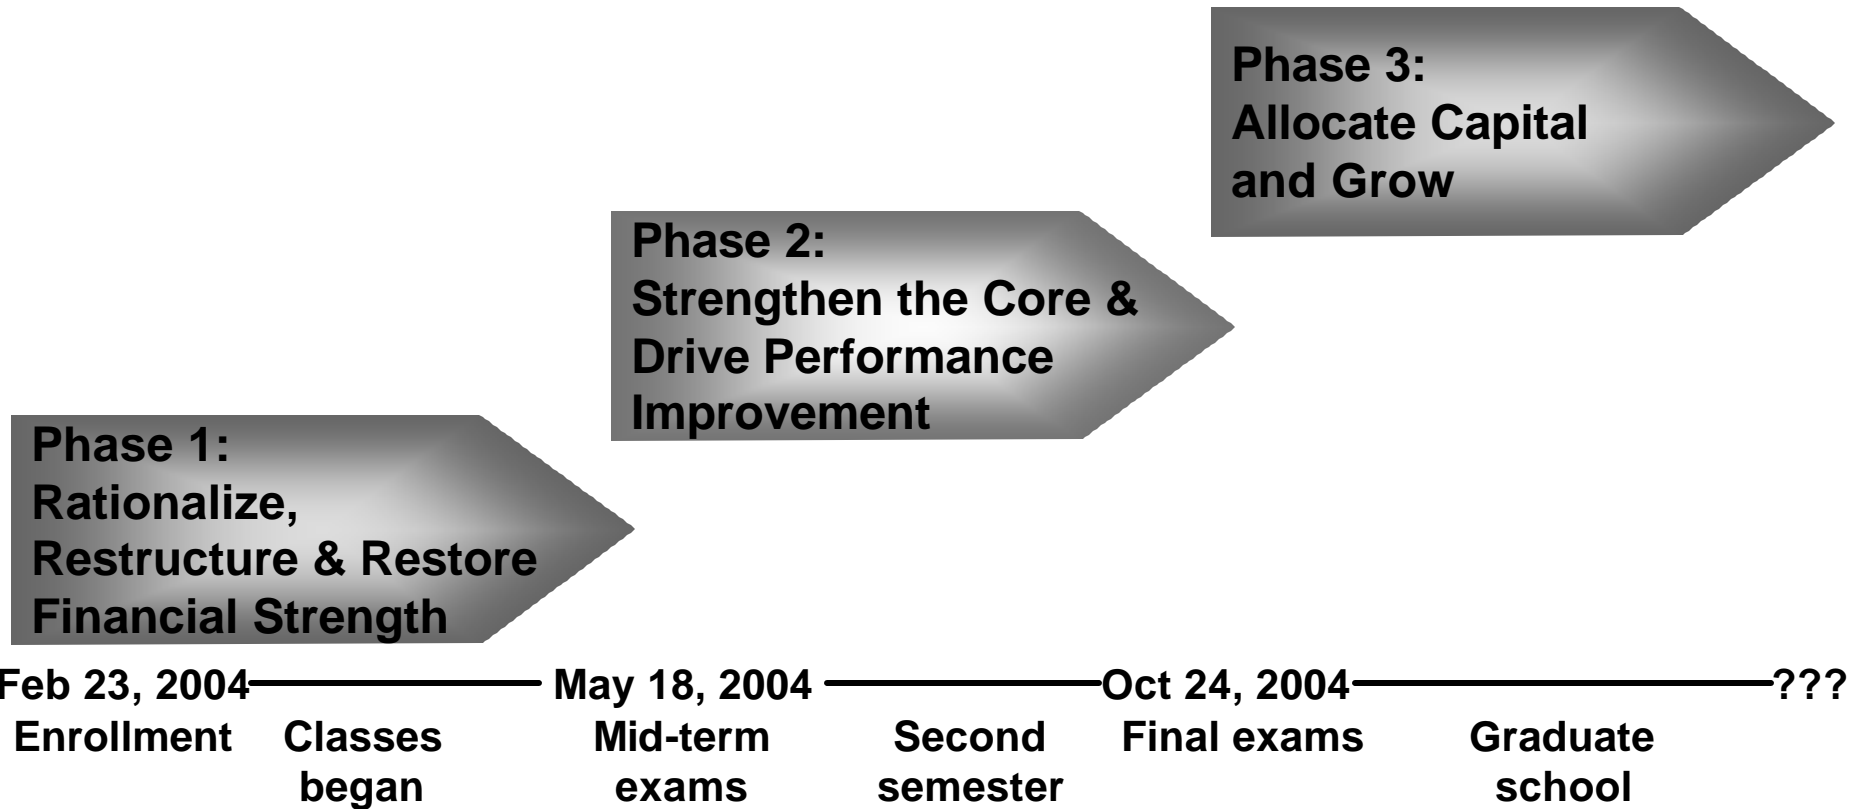 Phase 3:
Allocate Capital
and Grow
Phase 2:
Strengthen the Core &
Drive Performance
Improvement
Phase 1:
Rationalize,
Restructure & Restore
Financial Strength
Feb 23, 2004 May 18, 2004 Oct 24, 2004 ???
Enrollment Classes Mid-term Second Final exams Graduate
began exams semester school